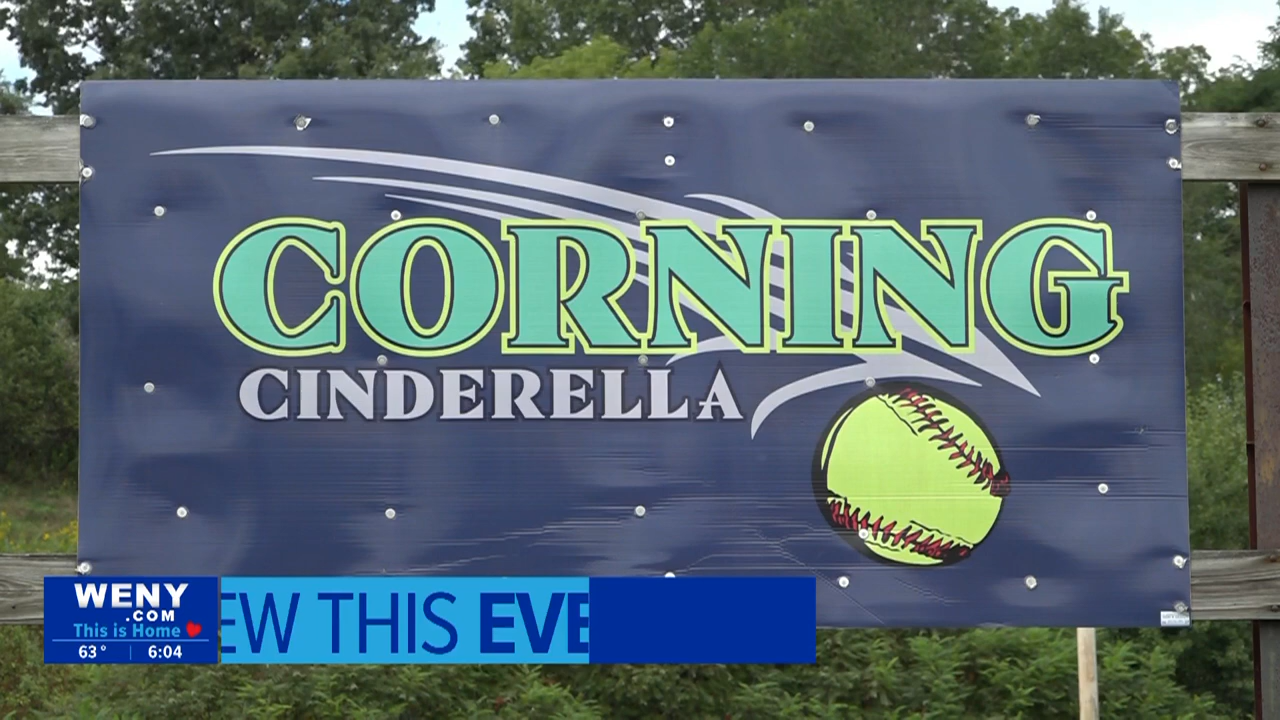 CORNING
CINDERELLA
WENY
.COM
This is Home
63° 6:04
EW THIS EVE